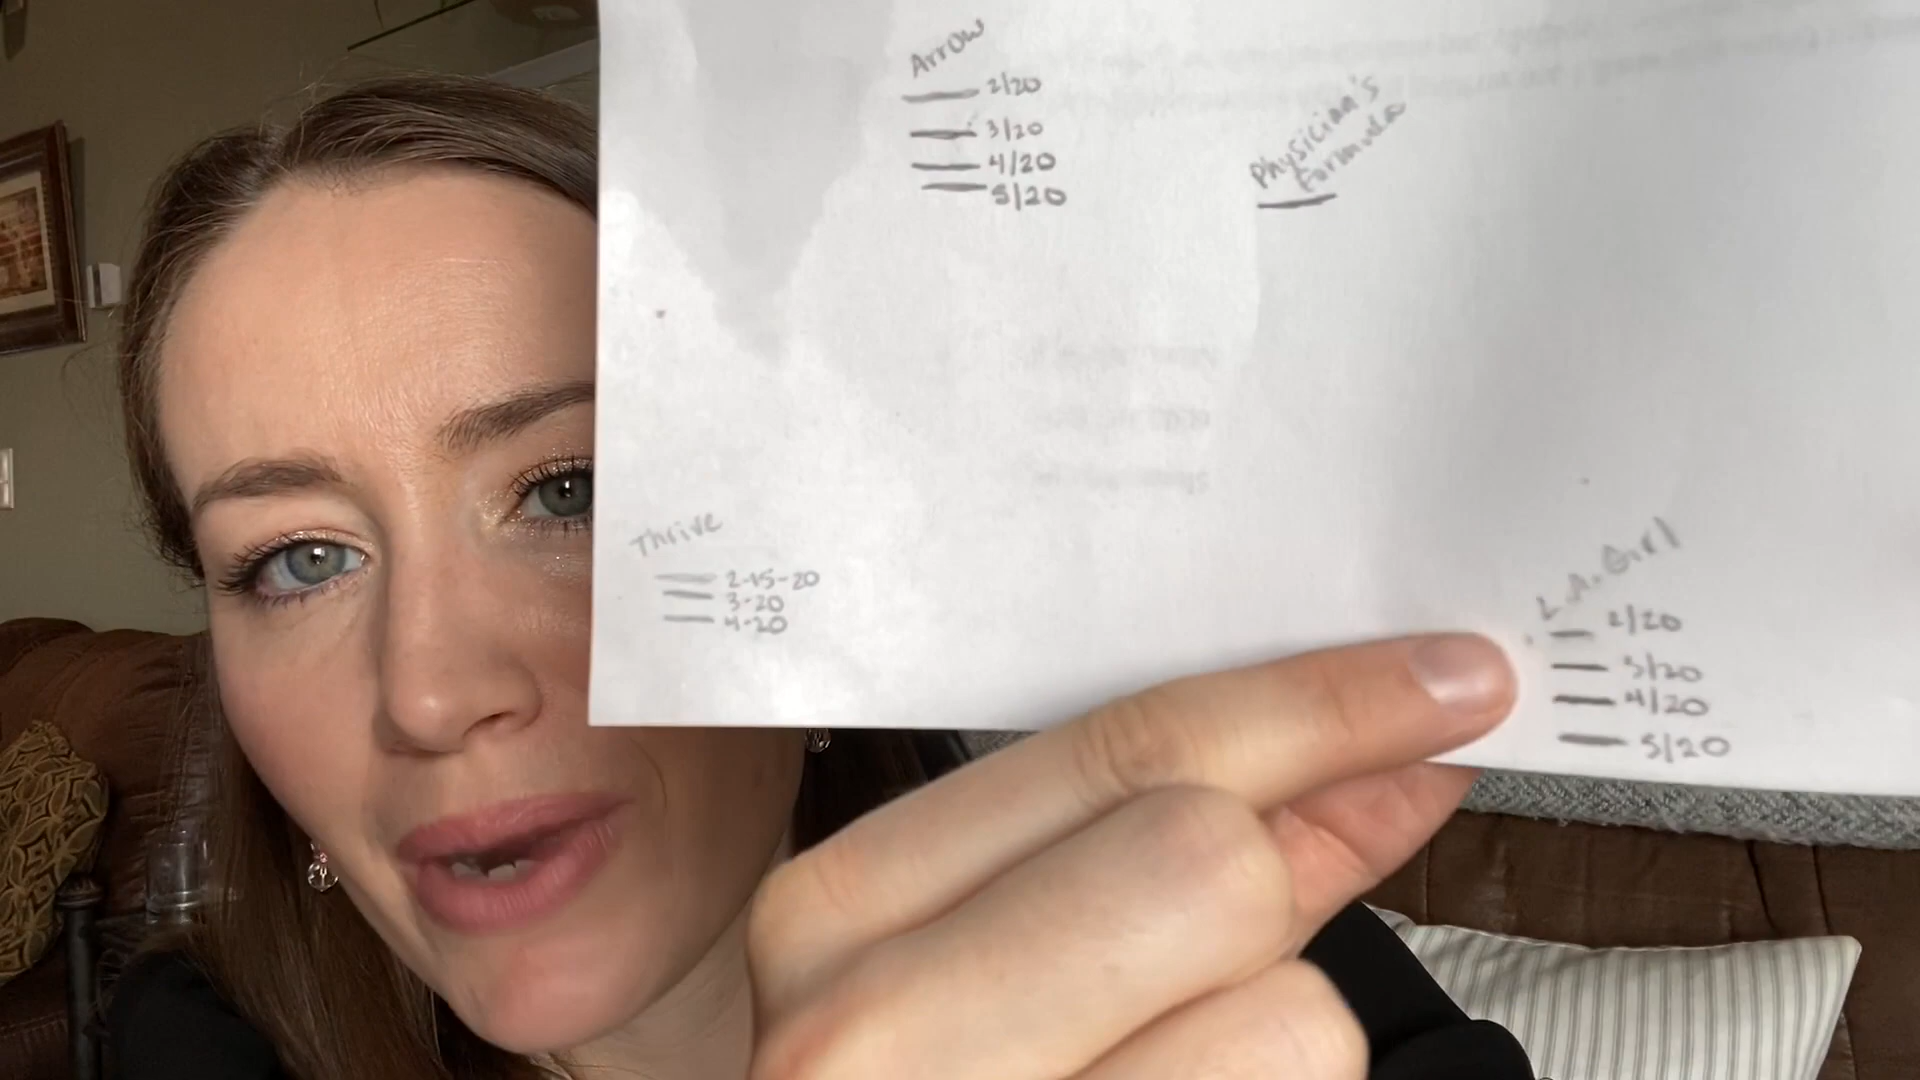 Arrow
2/20
3/20
4/20
5/20
Physician's
Formula
Thrive
2-15-20
3-20
4-20
L.A. Girl
2/20
3/20
4/20
5/20